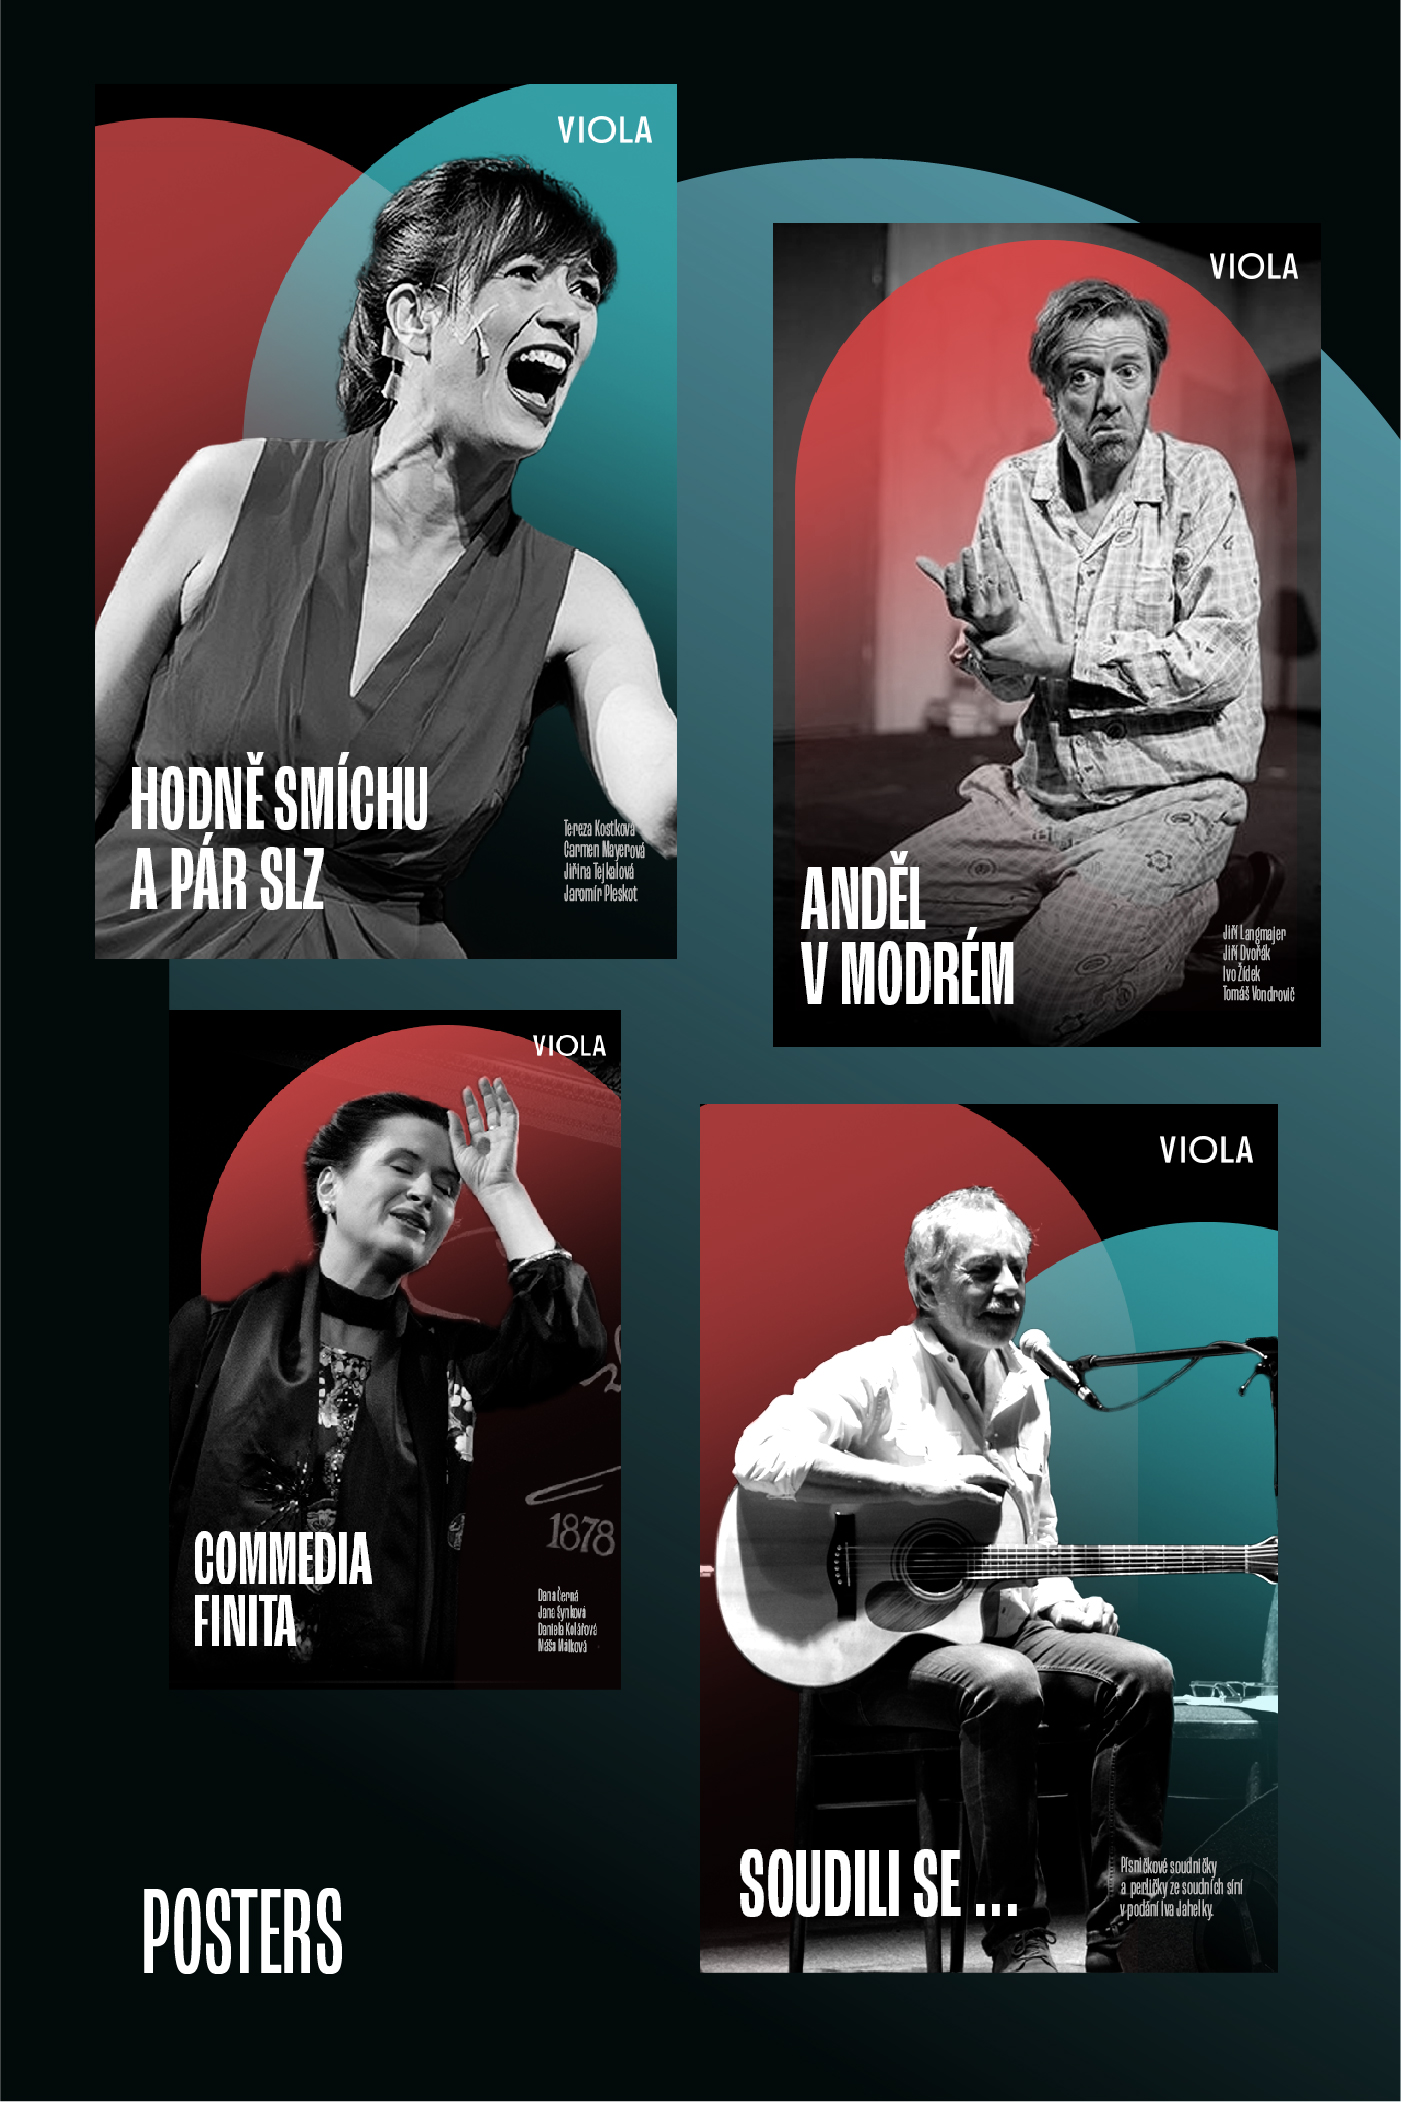 VIOLA
HODNĚ SMÍCHU
A PÁR SLZ
Tereza Kostková
Carmen Mayerová
Jiřina Tejkalová
Jaromír Pleskot
VIOLA
ANDĚL
V MODRÉM
Jiří Langmajer
Jiří Dvořák
Ivo Žídek
Tomáš Vondrovič
VIOLA
1878
COMMEDIA
FINITA
Dana Černá
Jana Synková
Daniela Kolářová
Máša Málková
VIOLA
SOUDILI SE ...
Písničkové soudničky
a perličky ze soudních síní
v podání Iva Jahelky.
POSTERS